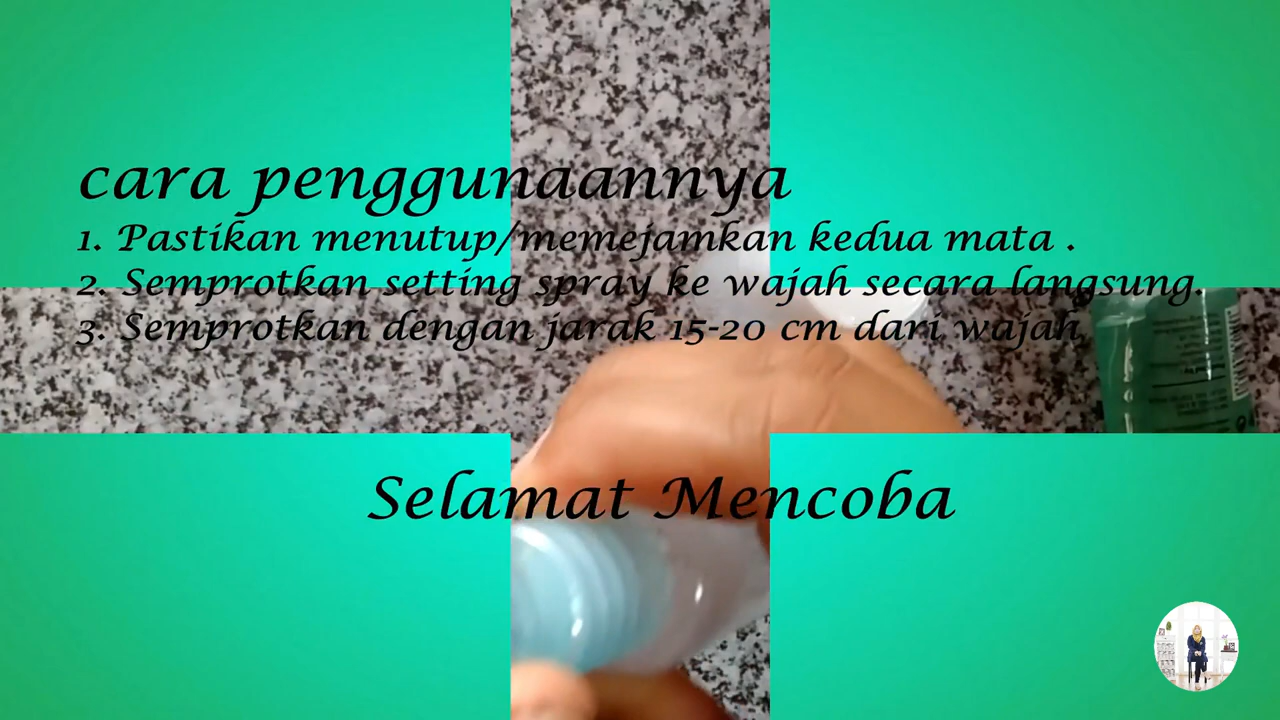 cara penggunaannya
1. Pastikan menutup/memejamkan kedua mata .
2. Semprotkan setting spray ke wajah secara langsung.
3. Semprotkan dengan jarak 15-20 cm dari wajah.
Selamat Mencoba